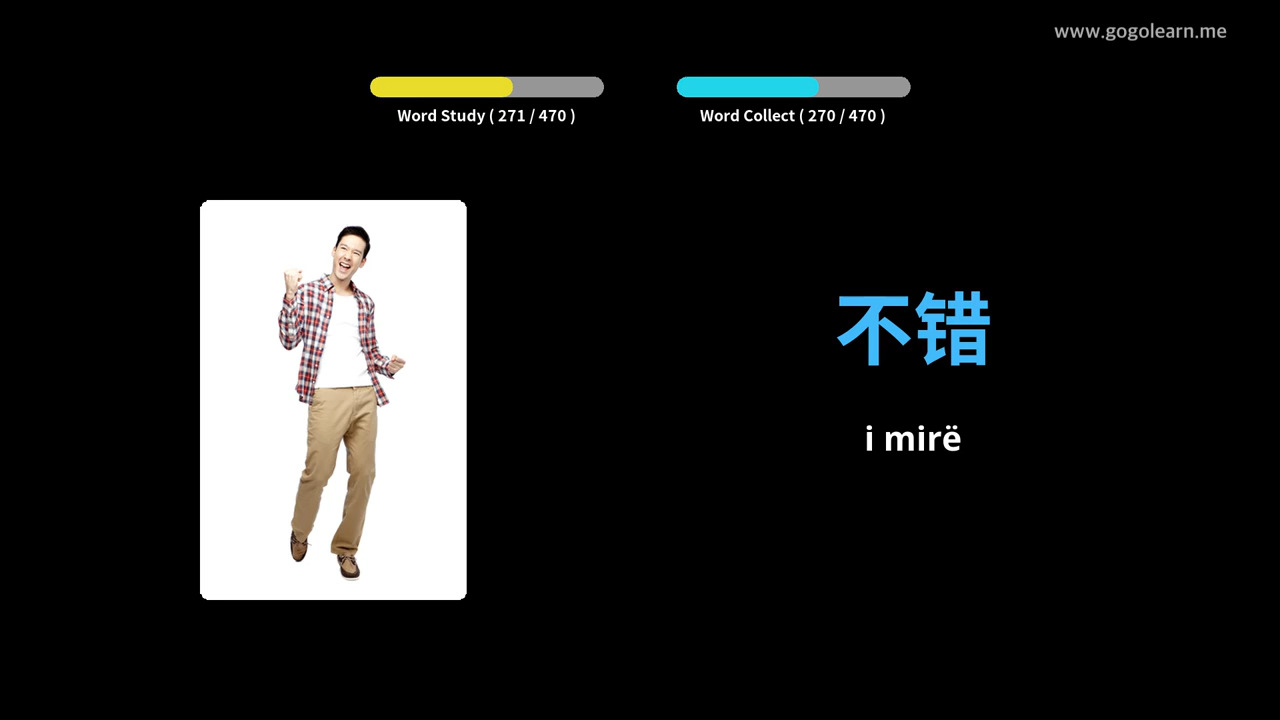 www.gogolearn.me
Word Study ( 271 / 470 )
Word Collect ( 270 / 470 )
不错
i mirë